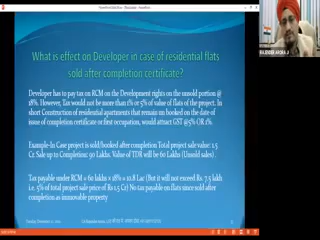 What is effect on Developer in case of residential flats
sold after completion certificate?
Developer has to pay tax on RCM on the Development rights on the unsold portion @
18%. However, Tax would not be more than 1% or 5% of value of flats of the project. In
short Construction of residential apartments that remain un booked on the date of
issue of completion certificate or first occupation, would attract GST @5% OR 1%.
Example-In Case project is sold/booked after completion Total project sale value: 1.5
Cr. Sale up to Completion: 90 Lakhs. Value of TDR will be 60 Lakhs (Unsold sales) .
Tax payable under RCM = 60 lakhs × 18% = 10.8 Lac (But it will not exceed Rs. 7.5 lakh
i.e. 5% of total project sale price of Rs 1.5 Cr) No tax payable on flats since sold after
completion as immovable property